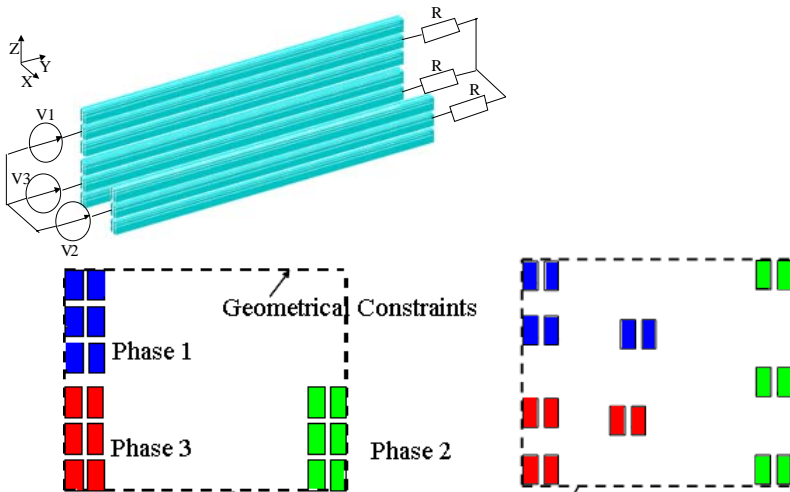 R
Z
Y
X
R
R
V1
V3
V2
Geometrical Constraints
Phase 1
Phase 3
Phase 2